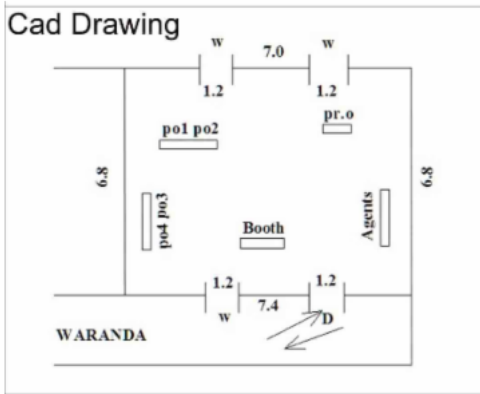 Cad Drawing
w 7.0 w
1.2 1.2
po1 po2 pr.o
6.8 6.8
po4 po3 Agents
Booth
1.2 1.2
w 7.4 D
WARANDA